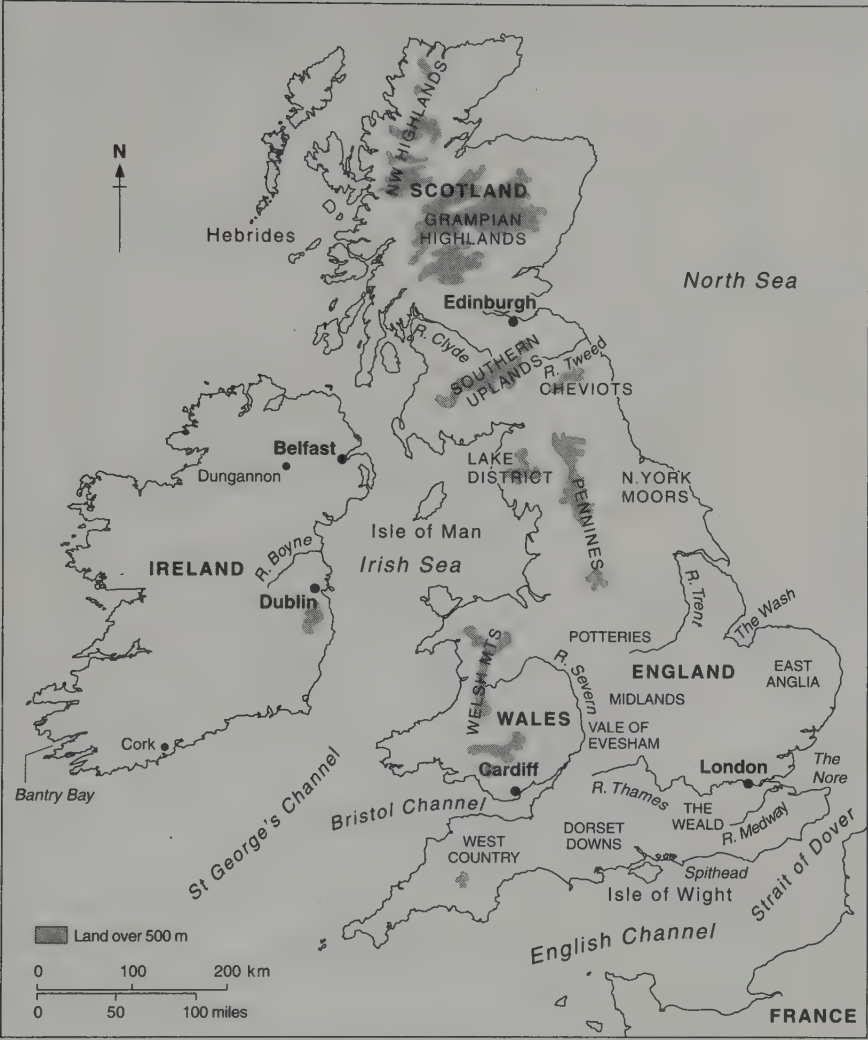 N
NW HIGHLANDS
SCOTLAND
GRAMPIAN
HIGHLANDS
Hebrides
North Sea
Edinburgh
R. Clyde
SOUTHERN
UPLANDS
R. Tweed
CHEVIOTS
Belfast
Dungannon
LAKE
DISTRICT
PENNINES
N.YORK
MOORS
Isle of Man
R. Boyne
IRELAND
Irish Sea
Dublin
R. Trent
The Wash
POTTERIES
ENGLAND
EAST
ANGLIA
WELSH MTS
R. Severn
MIDLANDS
WALES
VALE OF
EVESHAM
Cork
Bantry Bay
Cardiff
London
The
Nore
R. Thames
THE
WEALD
R. Medway
St George's Channel
Bristol Channel
WEST
COUNTRY
DORSET
DOWNS
Spithead
Isle of Wight
Strait of Dover
English Channel
Land over 500 m
0 100 200 km
0 50 100 miles
FRANCE